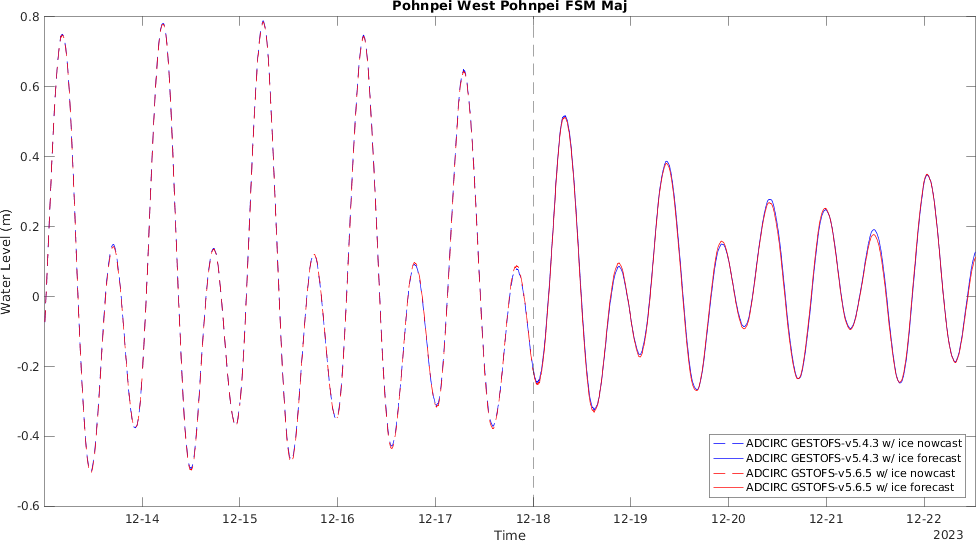 Pohnpei West Pohnpei FSM Maj
Water Level (m)
0.8
0.6
0.4
0.2
0
-0.2
-0.4
-0.6
ADCIRC GESTOFS-v5.4.3 w/ ice nowcast
ADCIRC GESTOFS-v5.4.3 w/ ice forecast
ADCIRC GSTOFS-v5.6.5 w/ ice nowcast
ADCIRC GSTOFS-v5.6.5 w/ ice forecast
12-14 12-15 12-16 12-17 12-18 12-19 12-20 12-21 12-22
Time
2023